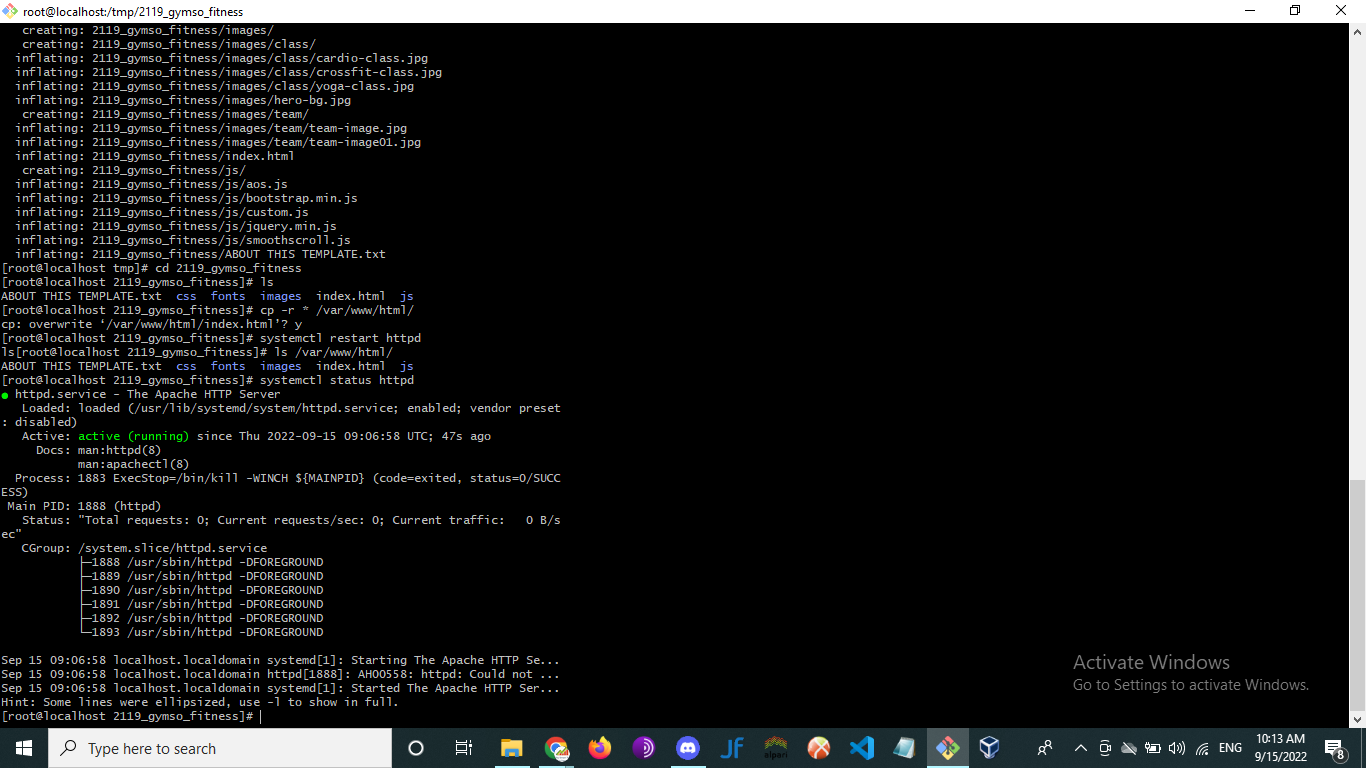 root@localhost:/tmp/2119_gymso_fitness
creating: 2119_gymso_fitness/images/
creating: 2119_gymso_fitness/images/class/
inflating: 2119_gymso_fitness/images/class/cardio-class.jpg
inflating: 2119_gymso_fitness/images/class/crossfit-class.jpg
inflating: 2119_gymso_fitness/images/class/yoga-class.jpg
inflating: 2119_gymso_fitness/images/hero-bg.jpg
creating: 2119_gymso_fitness/images/team/
inflating: 2119_gymso_fitness/images/team/team-image.jpg
inflating: 2119_gymso_fitness/images/team/team-image01.jpg
inflating: 2119_gymso_fitness/index.html
creating: 2119_gymso_fitness/js/
inflating: 2119_gymso_fitness/js/aos.js
inflating: 2119_gymso_fitness/js/bootstrap.min.js
inflating: 2119_gymso_fitness/js/custom.js
inflating: 2119_gymso_fitness/js/jquery.min.js
inflating: 2119_gymso_fitness/js/smoothscroll.js
inflating: 2119_gymso_fitness/ABOUT THIS TEMPLATE.txt
[root@localhost tmp]# cd 2119_gymso_fitness
[root@localhost 2119_gymso_fitness]# ls
ABOUT THIS TEMPLATE.txt  css  fonts  images  index.html  js
[root@localhost 2119_gymso_fitness]# cp -r * /var/www/html/
cp: overwrite ‘/var/www/html/index.html’? y
[root@localhost 2119_gymso_fitness]# systemctl restart httpd
ls[root@localhost 2119_gymso_fitness]# ls /var/www/html/
ABOUT THIS TEMPLATE.txt  css  fonts  images  index.html  js
[root@localhost 2119_gymso_fitness]# systemctl status httpd
● httpd.service - The Apache HTTP Server
Loaded: loaded (/usr/lib/systemd/system/httpd.service; enabled; vendor preset
: disabled)
Active: active (running) since Thu 2022-09-15 09:06:58 UTC; 47s ago
Docs: man:httpd(8)
man:apachectl(8)
Process: 1883 ExecStop=/bin/kill -WINCH ${MAINPID} (code=exited, status=0/SUCC
ESS)
Main PID: 1888 (httpd)
Status: "Total requests: 0; Current requests/sec: 0; Current traffic:   0 B/s
ec"
CGroup: /system.slice/httpd.service
├─1888 /usr/sbin/httpd -DFOREGROUND
├─1889 /usr/sbin/httpd -DFOREGROUND
├─1890 /usr/sbin/httpd -DFOREGROUND
├─1891 /usr/sbin/httpd -DFOREGROUND
├─1892 /usr/sbin/httpd -DFOREGROUND
└─1893 /usr/sbin/httpd -DFOREGROUND
Sep 15 09:06:58 localhost.localdomain systemd[1]: Starting The Apache HTTP Se...
Sep 15 09:06:58 localhost.localdomain httpd[1888]: AH00558: httpd: Could not ...
Sep 15 09:06:58 localhost.localdomain systemd[1]: Started The Apache HTTP Ser...
Hint: Some lines were ellipsized, use -l to show in full.
[root@localhost 2119_gymso_fitness]#
Activate Windows
Go to Settings to activate Windows.
Type here to search
JF
ENG
10:13 AM
9/15/2022
8